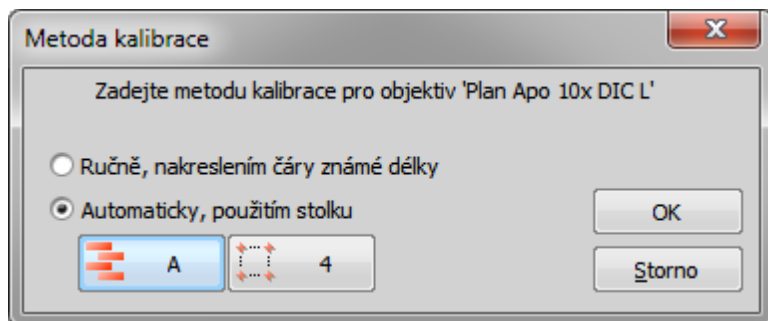 Metoda kalibrace
Zadejte metodu kalibrace pro objektiv 'Plan Apo 10x DIC L'
Ručně, nakreslením čáry známé délky
Automaticky, použitím stolku
OK
A 4
Storno